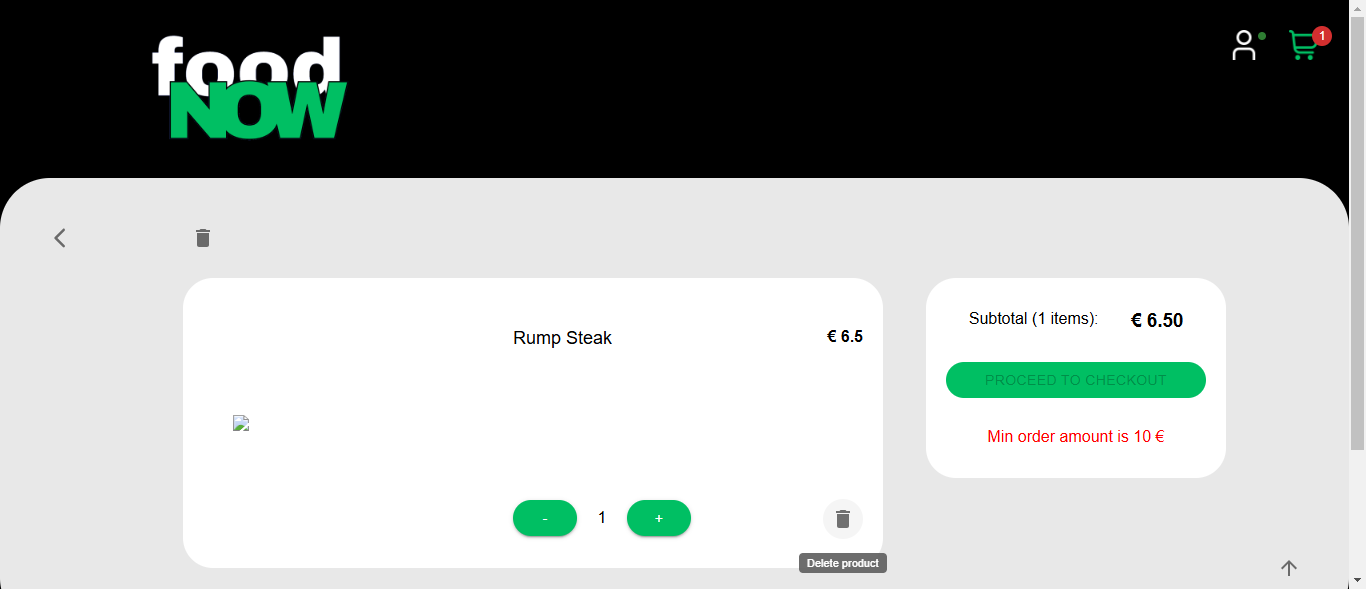 food
NOW
1
Rump Steak
€ 6.5
-
1
+
Delete product
Subtotal (1 items):
€ 6.50
PROCEED TO CHECKOUT
Min order amount is 10 €